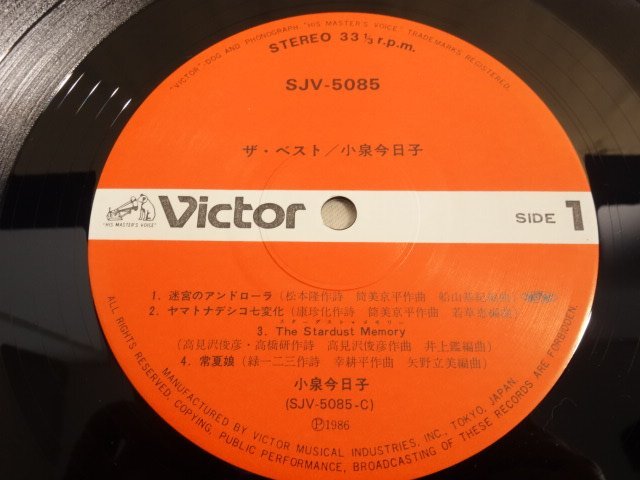 "VICTOR"-DOG AND PHONOGRAPH "HIS MASTER'S VOICE" TRADEMARKS REGISTERED.
STEREO 33 1/3 r.p.m.
SJV-5085
ザ・ベスト/小泉今日子
"HIS MASTER'S VOICE"
Victor
SIDE 1
1. 迷宮のアンドローラ(松本隆作詩 筒美京平作曲 船山基紀編曲)
2. ヤマトナデシコ七変化(康珍化作詩 筒美京平作曲 若草恵編曲)
スターダスト・メモリー
3. The Stardust Memory
(高見沢俊彦・高橋研作詩 高見沢俊彦作曲 井上鑑編曲)
4. 常夏娘(緑一二三作詩 幸耕平作曲 矢野立美編曲)
小泉今日子
(SJV-5085-C)
Ⓟ1986
ALL RIGHTS RESERVED. COPYING, PUBLIC PERFORMANCE, BROADCASTING OF THESE RECORDS ARE FORBIDDEN.
MANUFACTURED BY VICTOR MUSICAL INDUSTRIES, INC., TOKYO, JAPAN